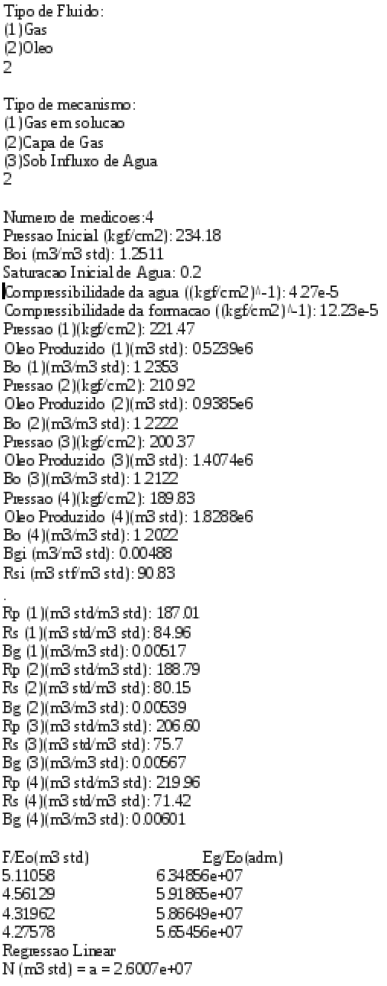 Tipo de Fluido:
(1)Gas
(2)Oleo
2
Tipo de mecanismo:
(1)Gas em solucao
(2)Capa de Gas
(3)Sob Influxo de Agua
2
Numero de medicoes:4
Pressao Inicial (kgf/cm2): 234.18
Boi (m3/m3 std): 1.2511
Saturacao Inicial de Agua: 0.2
Compressibilidade da agua ((kgf/cm2)^-1): 4.27e-5
Compressibilidade da formacao ((kgf/cm2)^-1): 12.23e-5
Pressao (1)(kgf/cm2): 221.47
Oleo Produzido (1)(m3 std): 0.5239e6
Bo (1)(m3/m3 std): 1.2353
Pressao (2)(kgf/cm2): 210.92
Oleo Produzido (2)(m3 std): 0.9385e6
Bo (2)(m3/m3 std): 1.2222
Pressao (3)(kgf/cm2): 200.37
Oleo Produzido (3)(m3 std): 1.4074e6
Bo (3)(m3/m3 std): 1.2122
Pressao (4)(kgf/cm2): 189.83
Oleo Produzido (4)(m3 std): 1.8288e6
Bo (4)(m3/m3 std): 1.2022
Bgi (m3/m3 std): 0.00488
Rsi (m3 stf/m3 std): 90.83
.
Rp (1)(m3 std/m3 std): 187.01
Rs (1)(m3 std/m3 std): 84.96
Bg (1)(m3/m3 std): 0.00517
Rp (2)(m3 std/m3 std): 188.79
Rs (2)(m3 std/m3 std): 80.15
Bg (2)(m3/m3 std): 0.00539
Rp (3)(m3 std/m3 std): 206.60
Rs (3)(m3 std/m3 std): 75.7
Bg (3)(m3/m3 std): 0.00567
Rp (4)(m3 std/m3 std): 219.96
Rs (4)(m3 std/m3 std): 71.42
Bg (4)(m3/m3 std): 0.00601
F/Eo(m3 std) Eg/Eo(adm)
5.11058 6.34856e+07
4.56129 5.91865e+07
4.31962 5.86649e+07
4.27578 5.65456e+07
Regressao Linear
N (m3 std) = a = 2.6007e+07